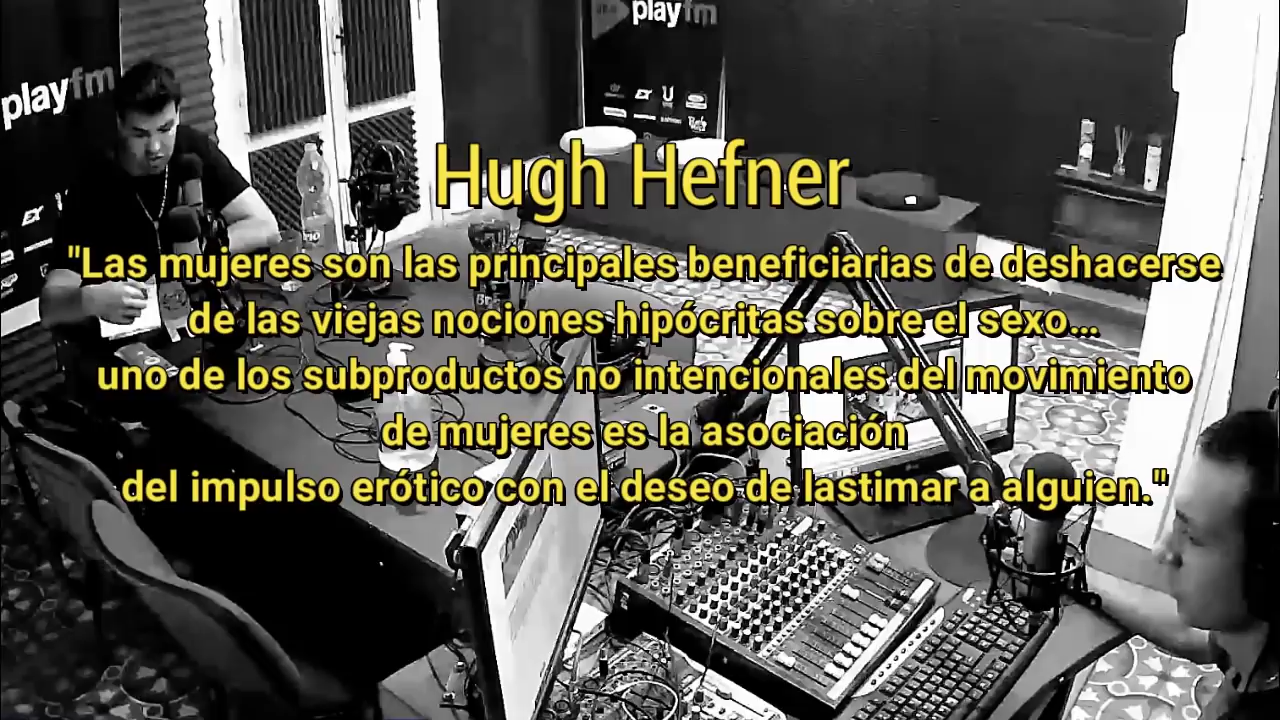 playfm
playfm
Hugh Hefner
"Las mujeres son las principales beneficiarias de deshacerse
de las viejas nociones hipócritas sobre el sexo...
uno de los subproductos no intencionales del movimiento
de mujeres es la asociación
del impulso erótico con el deseo de lastimar a alguien."